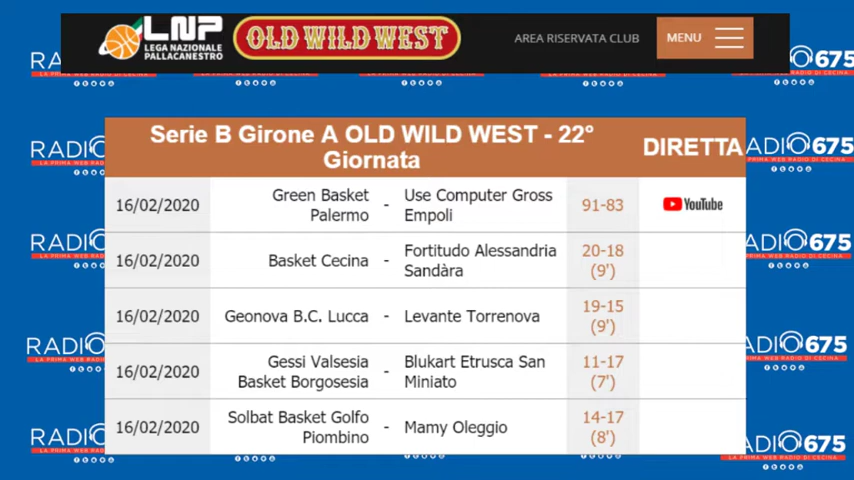 LNP
LEGA NAZIONALE
PALLACANESTRO
OLD WILD WEST
AREA RISERVATA CLUB
MENU
Serie B Girone A OLD WILD WEST - 22°
Giornata
DIRETTA
16/02/2020
Green Basket
Palermo
-
Use Computer Gross
Empoli
91-83
YouTube
16/02/2020
Basket Cecina
-
Fortitudo Alessandria
Sandàra
20-18
(9')
16/02/2020
Geonova B.C. Lucca
-
Levante Torrenova
19-15
(9')
16/02/2020
Gessi Valsesia
Basket Borgosesia
-
Blukart Etrusca San
Miniato
11-17
(7')
16/02/2020
Solbat Basket Golfo
Piombino
-
Mamy Oleggio
14-17
(8')
RADIO675
LA PRIMA WEB RADIO DI CECINA